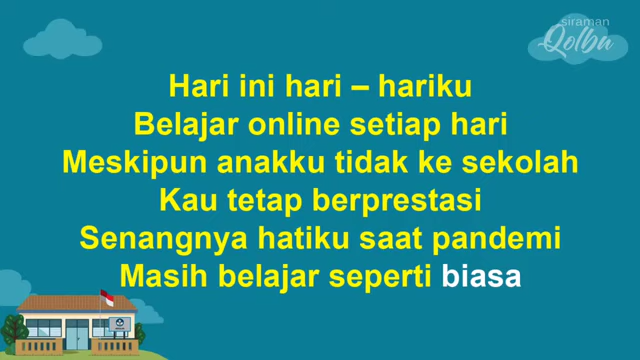 siraman
Qolbu
Hari ini hari – hariku
Belajar online setiap hari
Meskipun anakku tidak ke sekolah
Kau tetap berprestasi
Senangnya hatiku saat pandemi
Masih belajar seperti biasa